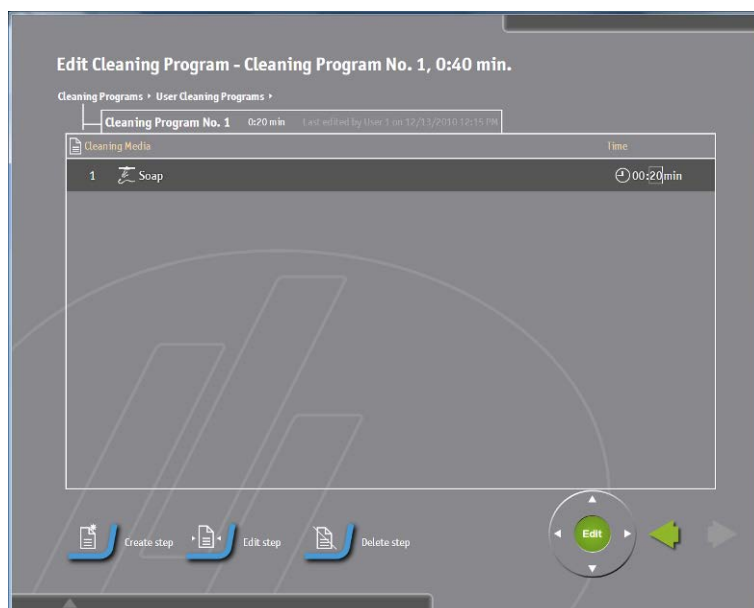 Edit Cleaning Program - Cleaning Program No. 1, 0:40 min.
Cleaning Programs ▸ User Cleaning Programs ▸
Cleaning Program No. 1 0:20 min Last edited by User 1 on 12/13/2010 12:15 PM
Cleaning Media Time
1 Soap 00:20min
Create step Edit step Delete step Edit